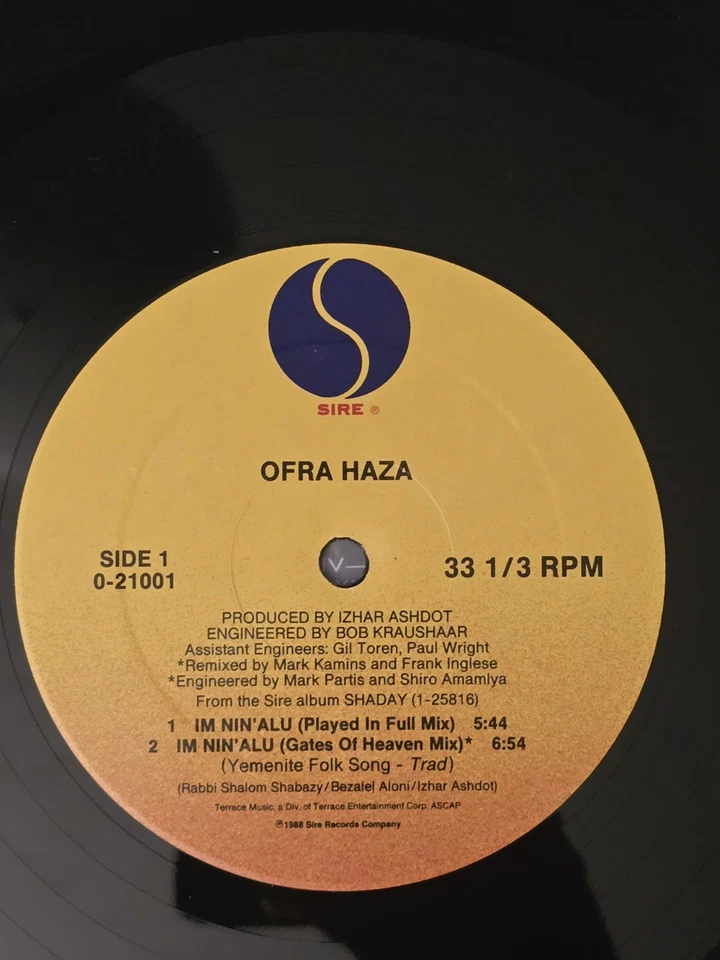 SIRE ®
OFRA HAZA
SIDE 1
0-21001
33 1/3 RPM
PRODUCED BY IZHAR ASHDOT
ENGINEERED BY BOB KRAUSHAAR
Assistant Engineers: Gil Toren, Paul Wright
*Remixed by Mark Kamins and Frank Inglese
*Engineered by Mark Partis and Shiro Amamlya
From the Sire album SHADAY (1-25816)
1 IM NIN'ALU (Played In Full Mix) 5:44
2 IM NIN'ALU (Gates Of Heaven Mix)* 6:54
(Yemenite Folk Song - Trad)
(Rabbi Shalom Shabazy/Bezalel Aloni/Izhar Ashdot)
Terrace Music, a Div. of Terrace Entertainment Corp. ASCAP
℗1988 Sire Records Company